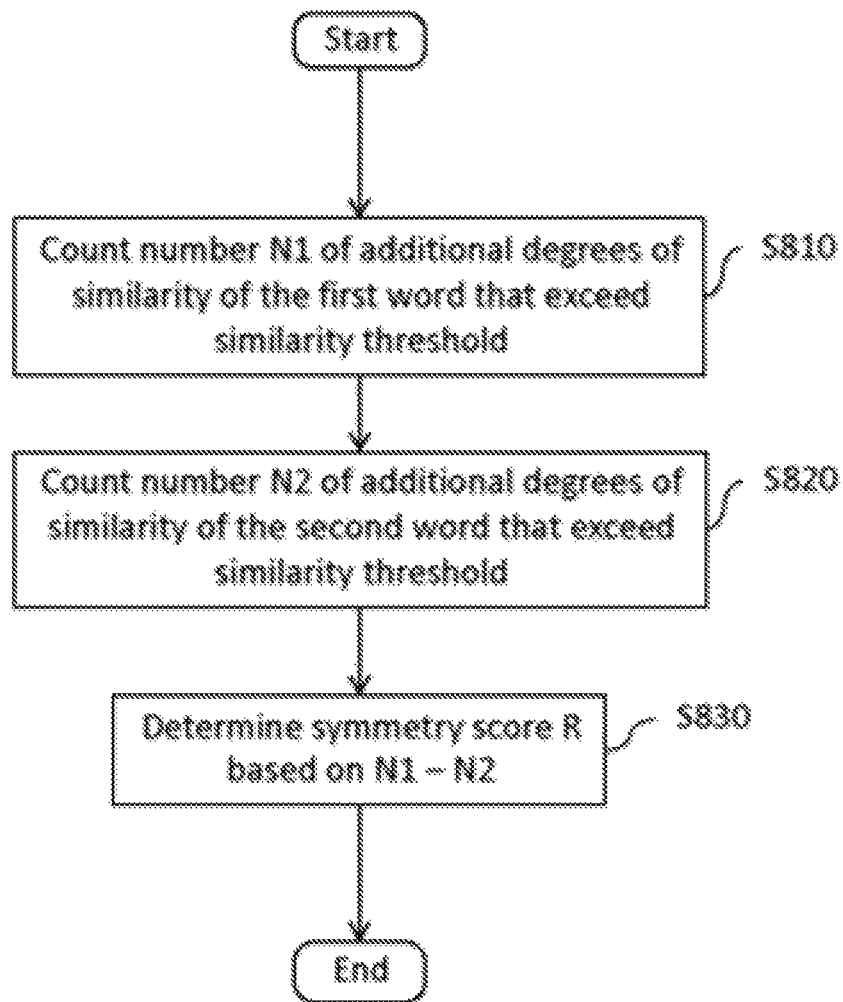 Start
Count number N1 of additional degrees of
similarity of the first word that exceed
similarity threshold
S810
Count number N2 of additional degrees of
similarity of the second word that exceed
similarity threshold
S820
Determine symmetry score R
based on N1 – N2
S830
End